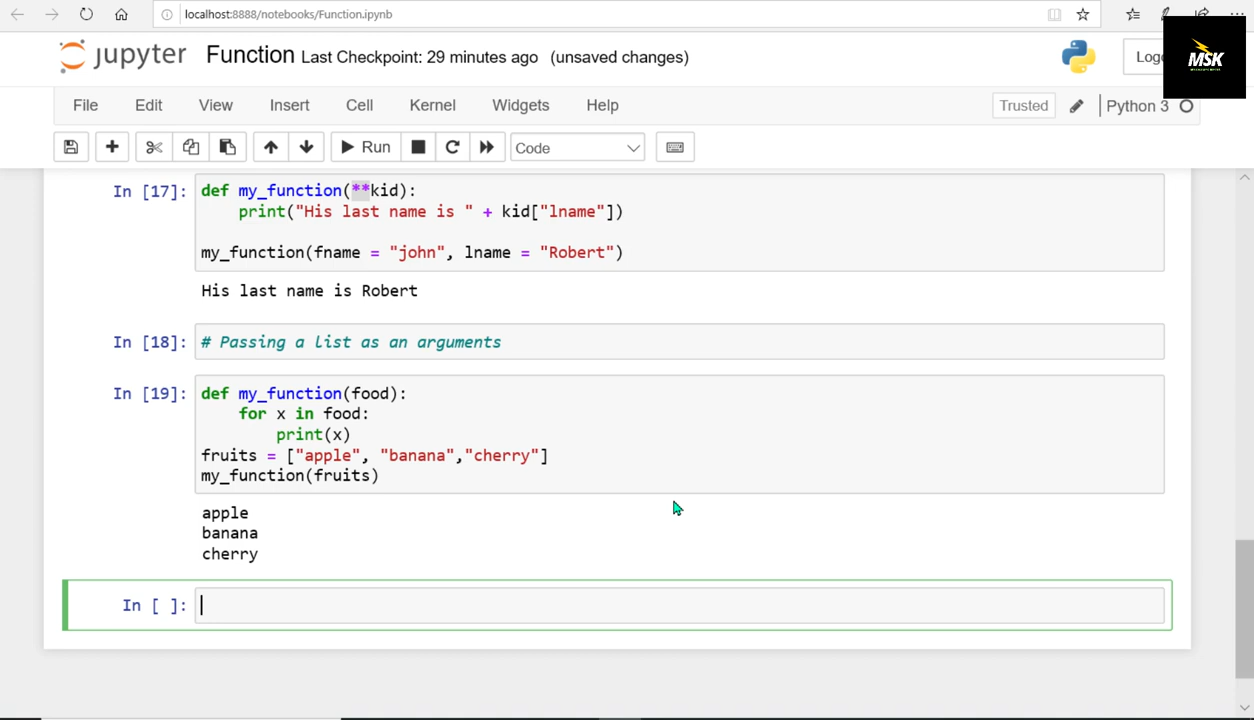 localhost:8888/notebooks/Function.ipynb
jupyter Function Last Checkpoint: 29 minutes ago (unsaved changes)
MSK
File Edit View Insert Cell Kernel Widgets Help Trusted Python 3
Run Code
In [17]: def my_function(**kid):
print("His last name is " + kid["lname"])
my_function(fname = "john", lname = "Robert")
His last name is Robert
In [18]: # Passing a list as an arguments
In [19]: def my_function(food):
for x in food:
print(x)
fruits = ["apple", "banana","cherry"]
my_function(fruits)
apple
banana
cherry
In [ ]: